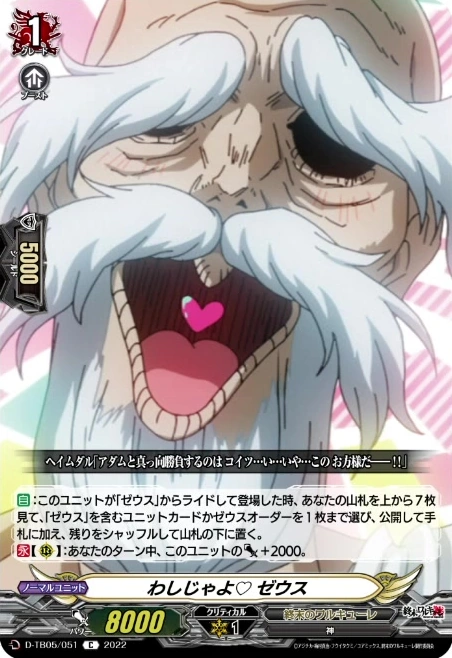 1
グレード
ブースト
5000
シールド
ヘイムダル「アダムと真っ向勝負するのは コイツ…い…いや…この お方様だ――!!」
自:このユニットが「ゼウス」からライドして登場した時、あなたの山札を上から7枚
見て、「ゼウス」を含むユニットカードかゼウスオーダーを1枚まで選び、公開して手
札に加え、残りをシャッフルして山札の下に置く。
永【】:あなたのターン中、このユニットの+2000。
ノーマルユニット
わしじゃよ♡ ゼウス
パワー 8000
クリティカル
1
終末のワルキューレ
神
D-TB05/051 C 2022